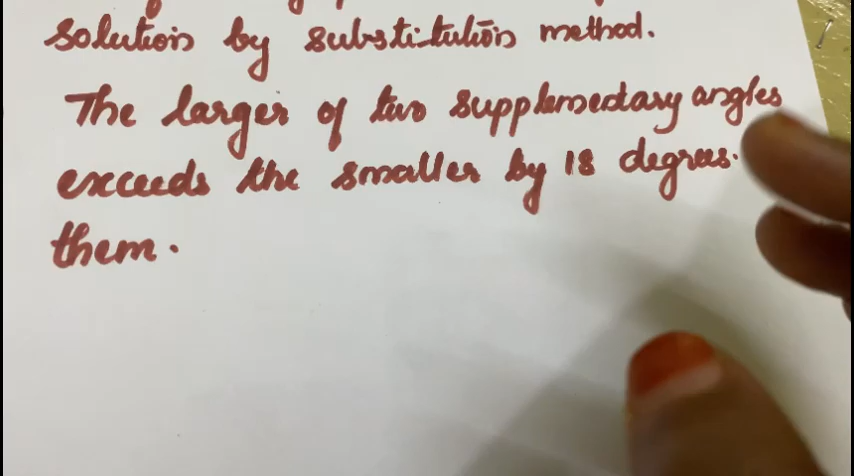 solution by substitution method.
The larger of two supplementary angles
exceeds the smaller by 18 degrees.
them.